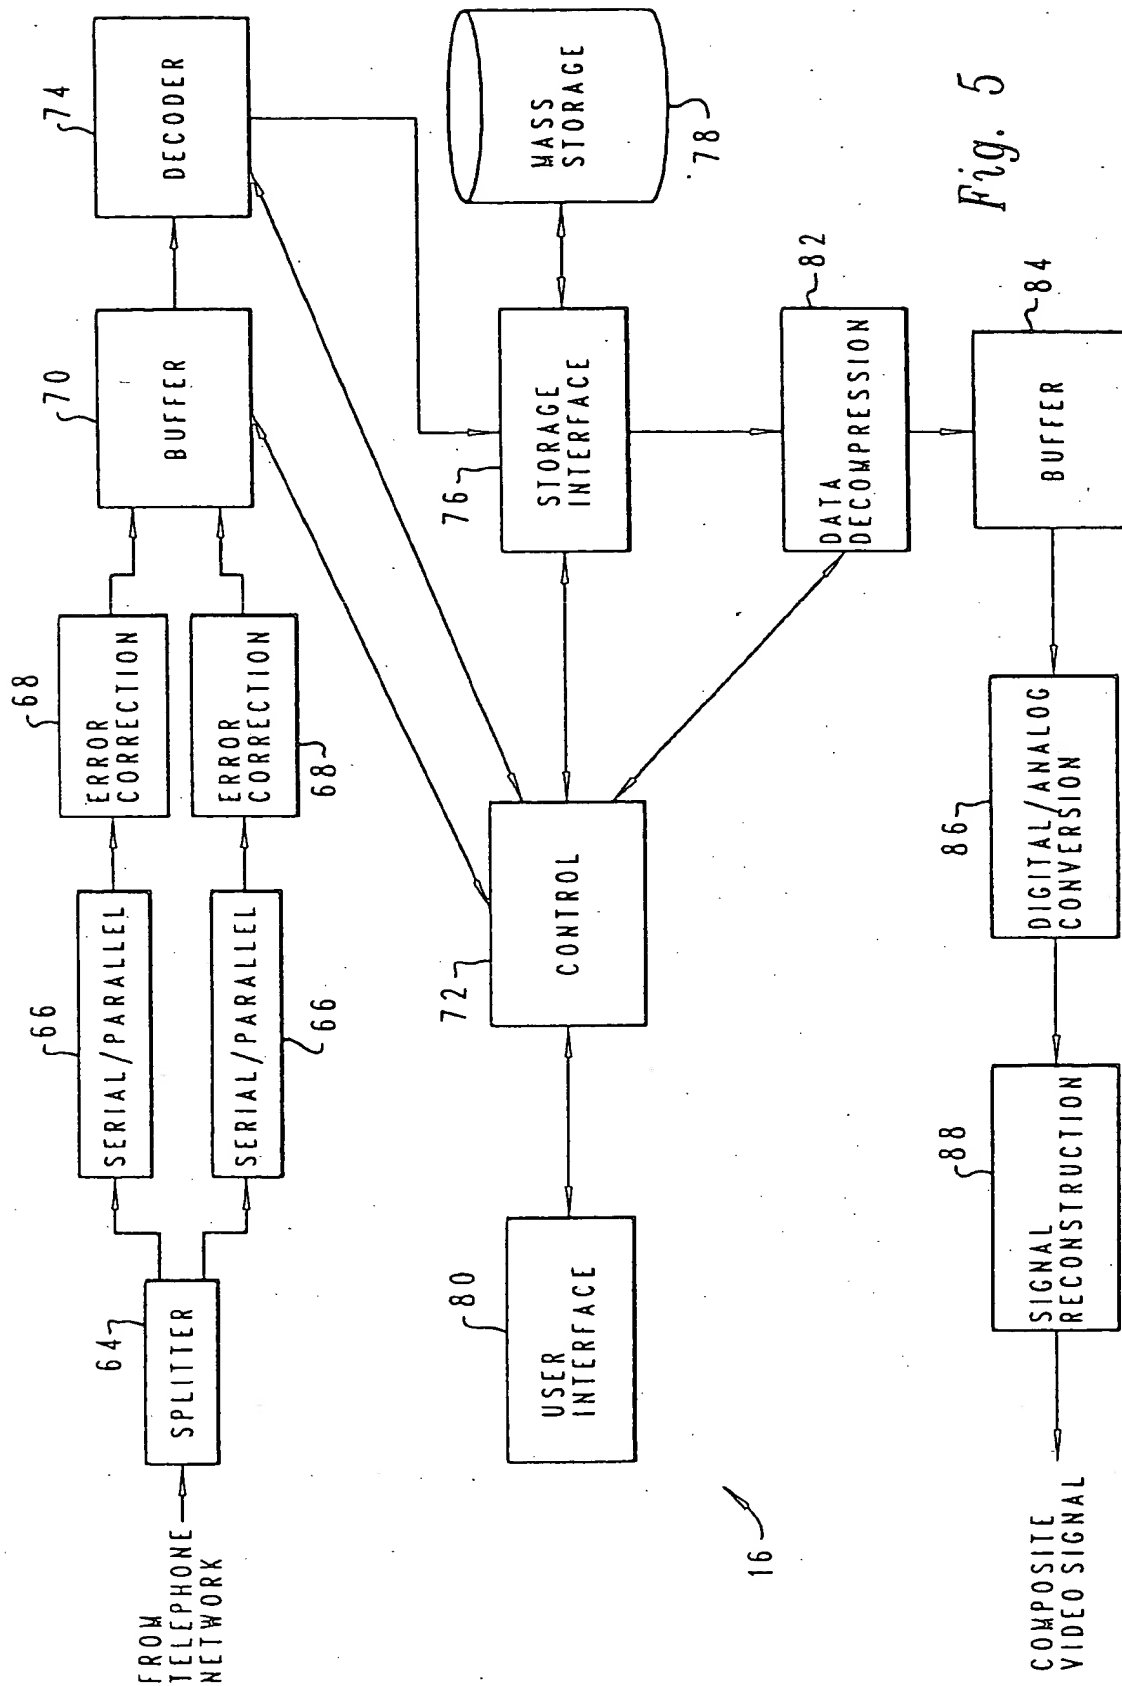 FROM
TELEPHONE
NETWORK
64
SPLITTER
66
SERIAL/PARALLEL
SERIAL/PARALLEL
66
68
ERROR
CORRECTION
ERROR
CORRECTION
68
70
BUFFER
74
DECODER
80
USER
INTERFACE
72
CONTROL
76
STORAGE
INTERFACE
MASS
STORAGE
78
16
82
DATA
DECOMPRESSION
84
BUFFER
86
DIGITAL/ANALOG
CONVERSION
88
SIGNAL
RECONSTRUCTION
COMPOSITE
VIDEO SIGNAL
Fig. 5